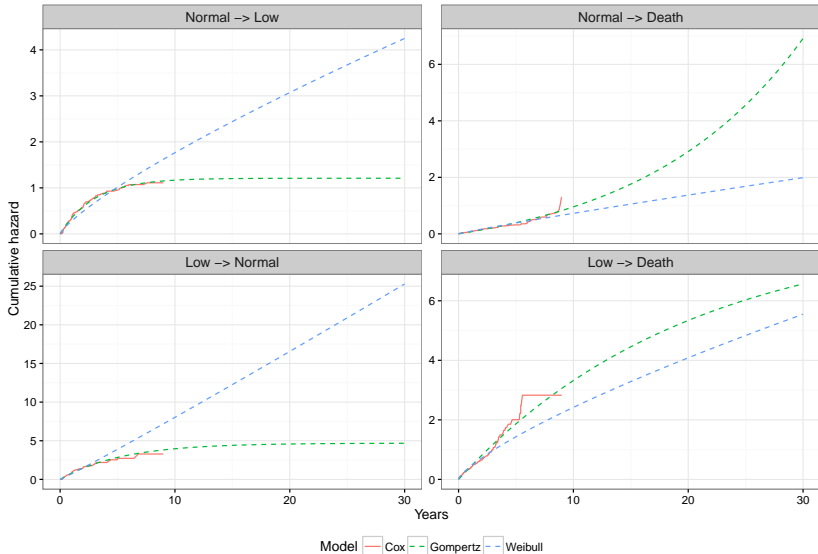 Normal −> Low
Normal −> Death
4
3
2
1
0
6
4
2
0
Cumulative hazard
Low −> Normal
Low −> Death
25
20
15
10
5
0
6
4
2
0
0 10 20 30
0 10 20 30
Years
Model Cox Gompertz Weibull